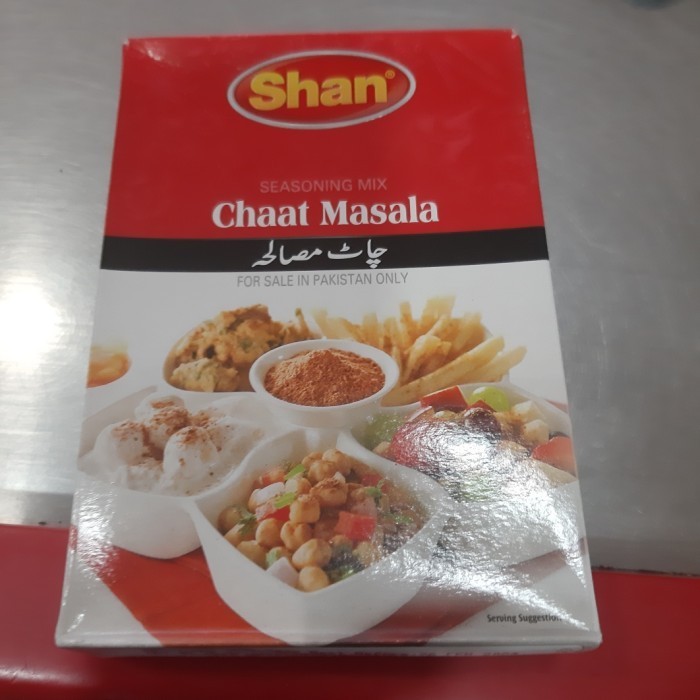 Shan®
SEASONING MIX
Chaat Masala
چاٹ مصالحہ
FOR SALE IN PAKISTAN ONLY
Serving Suggestion